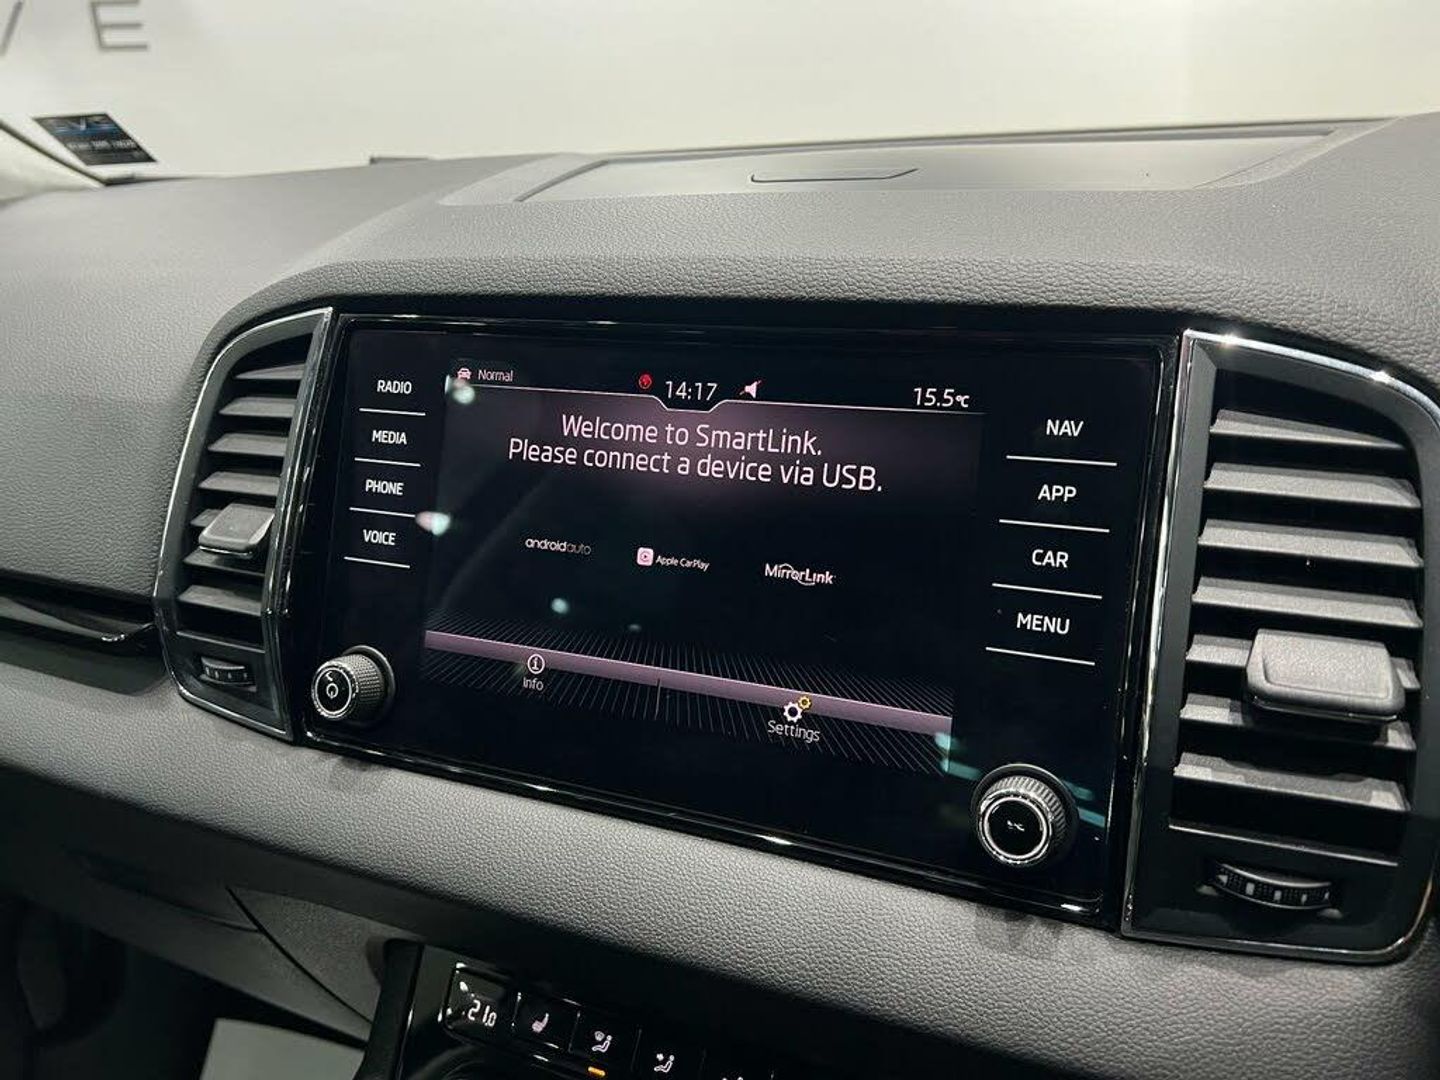 VE
RADIO
MEDIA
PHONE
VOICE
Normal
14:17
15.5°C
Welcome to SmartLink.
Please connect a device via USB.
androidauto
Apple CarPlay
MirrorLink
Info
Settings
NAV
APP
CAR
MENU
21.0